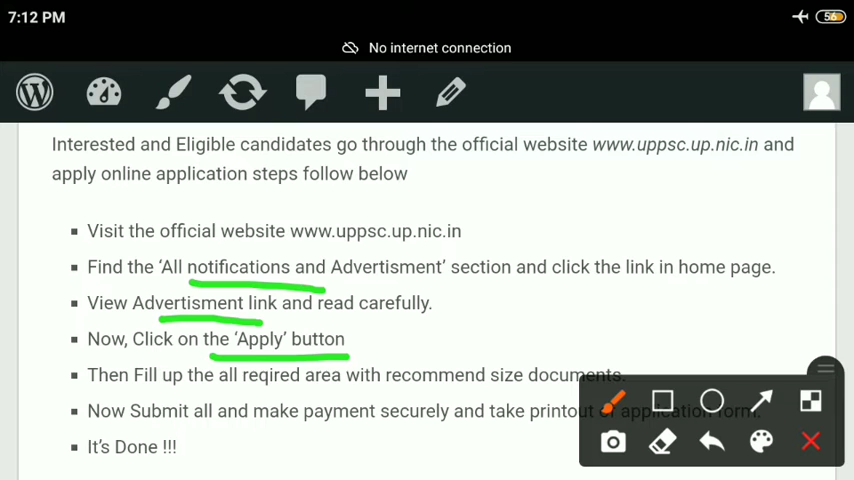 7:12 PM
56
No internet connection
Interested and Eligible candidates go through the official website www.uppsc.up.nic.in and
apply online application steps follow below
Visit the official website www.uppsc.up.nic.in
Find the ‘All notifications and Advertisment’ section and click the link in home page.
View Advertisment link and read carefully.
Now, Click on the ‘Apply’ button
Then Fill up the all reqired area with recommend size documents.
Now Submit all and make payment securely and take printout of application form.
It’s Done !!!